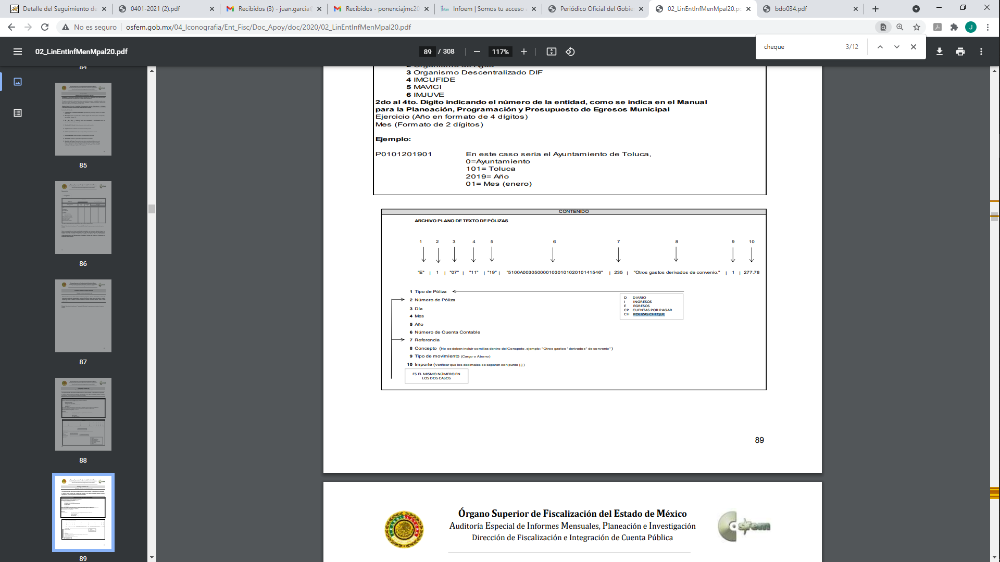 Detalle del Seguimiento de
0401-2021 (2).pdf
Recibidos (3) - juan.garcia
Recibidos - ponenciajmc20
Infoem | Somos tu acceso
Periódico Oficial del Gobie
02_LinEntInfMenMpal20.pd
bdo034.pdf
No es seguro
osfem.gob.mx/04_Iconografia/Ent_Fisc/Doc_Apoy/doc/2020/02_LinEntInfMenMpal20.pdf
J
cheque
3/12
02_LinEntInfMenMpal20.pdf
89 / 308
117%
84
85
86
87
88
89
2 Organismo de Agua
3 Organismo Descentralizado DIF
4 IMCUFIDE
5 MAVICI
6 IMJUVE
2do al 4to. Dígito indicando el número de la entidad, como se indica en el Manual
para la Planeación, Programación y Presupuesto de Egresos Municipal
Ejercicio (Año en formato de 4 dígitos)
Mes (Formato de 2 dígitos)
Ejemplo:
P0101201901 En este caso seria el Ayuntamiento de Toluca,
0=Ayuntamiento
101= Toluca
2019= Año
01= Mes (enero)
CONTENIDO
ARCHIVO PLANO DE TEXTO DE PÓLIZAS
1 2 3 4 5 6 7 8 9 10
"E" | 1 | "07" | "11" | "19" | "5100A00305000010301010201014 1546" | 235 | "Otros gastos derivados de convenio." | 1 | 277.78
1 Tipo de Póliza
2 Número de Póliza
3 Día
4 Mes
5 Año
6 Número de Cuenta Contable
7 Referencia
8 Concepto (No se deben incluir comillas dentro del Concpeto, ejemplo: "Otros gastos "derivados" de convenio")
9 Tipo de movimiento (Cargo o Abono)
10 Importe (Verificar que los decimales se separen con punto [.] )
D DIARIO
I INGRESOS
E EGRESOS
CP CUENTAS POR PAGAR
CH POLIZAS CHEQUE
ES EL MISMO NÚMERO EN
LOS DOS CASOS
89
Órgano Superior de Fiscalización del Estado de México
Auditoría Especial de Informes Mensuales, Planeación e Investigación
Dirección de Fiscalización e Integración de Cuenta Pública
osfem